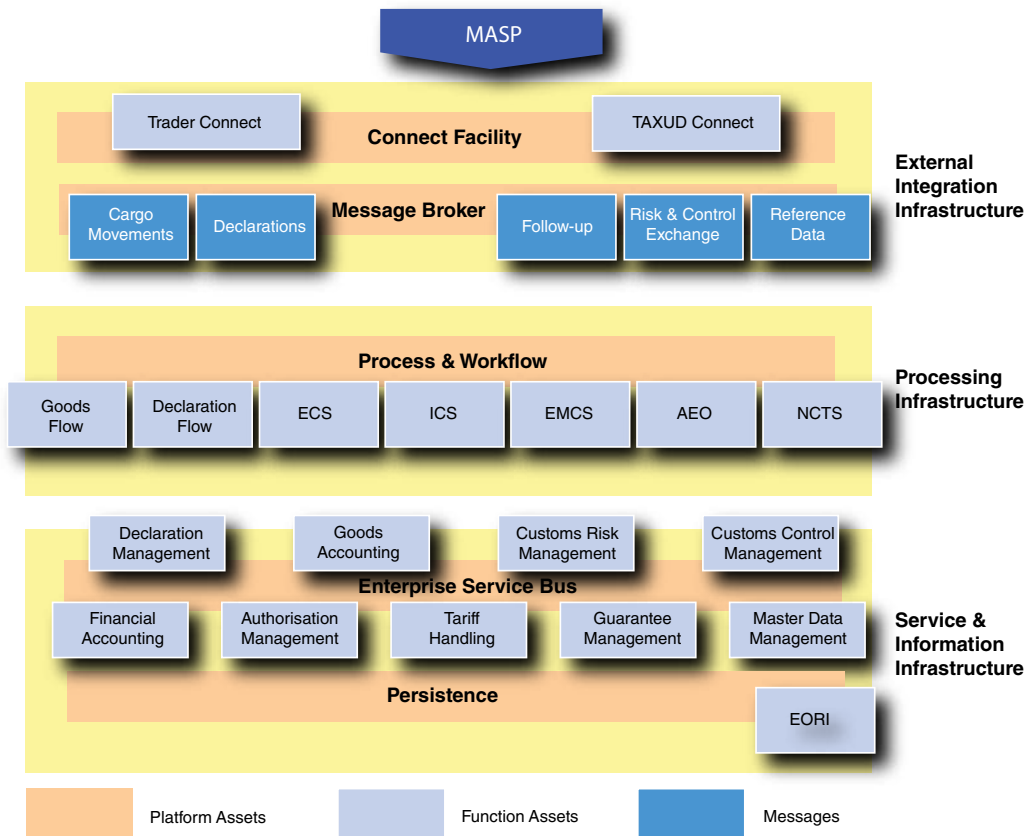 MASP
Trader Connect
TAXUD Connect
Connect Facility
External
Integration
Infrastructure
Message Broker
Cargo
Movements
Declarations
Follow-up
Risk & Control
Exchange
Reference
Data
Process & Workflow
Processing
Infrastructure
Goods
Flow
Declaration
Flow
ECS
ICS
EMCS
AEO
NCTS
Declaration
Management
Goods
Accounting
Customs Risk
Management
Customs Control
Management
Enterprise Service Bus
Financial
Accounting
Authorisation
Management
Tariff
Handling
Guarantee
Management
Master Data
Management
Service &
Information
Infrastructure
Persistence
EORI
Platform Assets
Function Assets
Messages